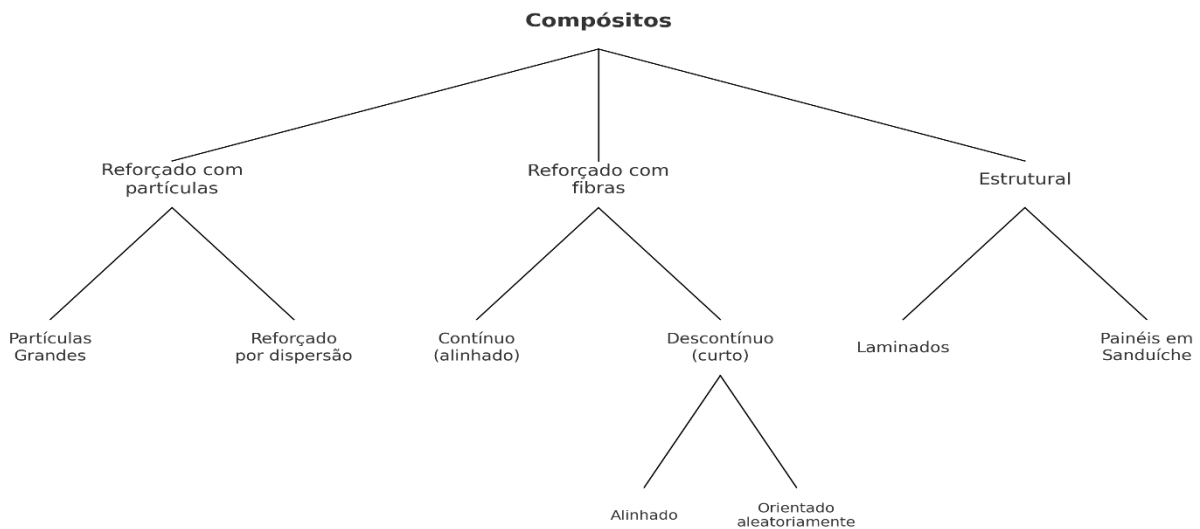 Compósitos
Reforçado com
partículas
Reforçado com
fibras
Estrutural
Partículas
Grandes
Reforçado
por dispersão
Contínuo
(alinhado)
Descontínuo
(curto)
Laminados
Painéis em
Sanduíche
Alinhado
Orientado
aleatoriamente